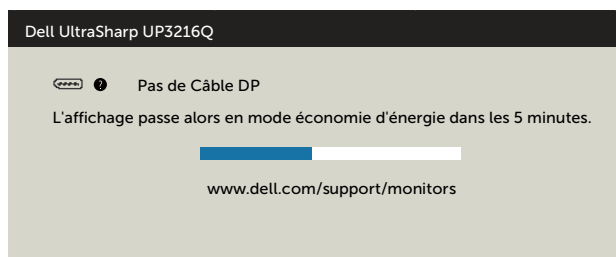 Dell UltraSharp UP3216Q
? Pas de Câble DP
L'affichage passe alors en mode économie d'énergie dans les 5 minutes.
www.dell.com/support/monitors